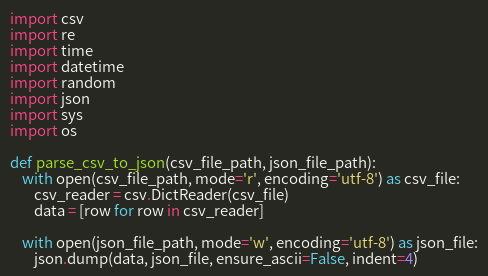 import csv
import re
import time
import datetime
import random
import json
import sys
import os

def parse_csv_to_json(csv_file_path, json_file_path):
    with open(csv_file_path, mode='r', encoding='utf-8') as csv_file:
        csv_reader = csv.DictReader(csv_file)
        data = [row for row in csv_reader]

    with open(json_file_path, mode='w', encoding='utf-8') as json_file:
        json.dump(data, json_file, ensure_ascii=False, indent=4)